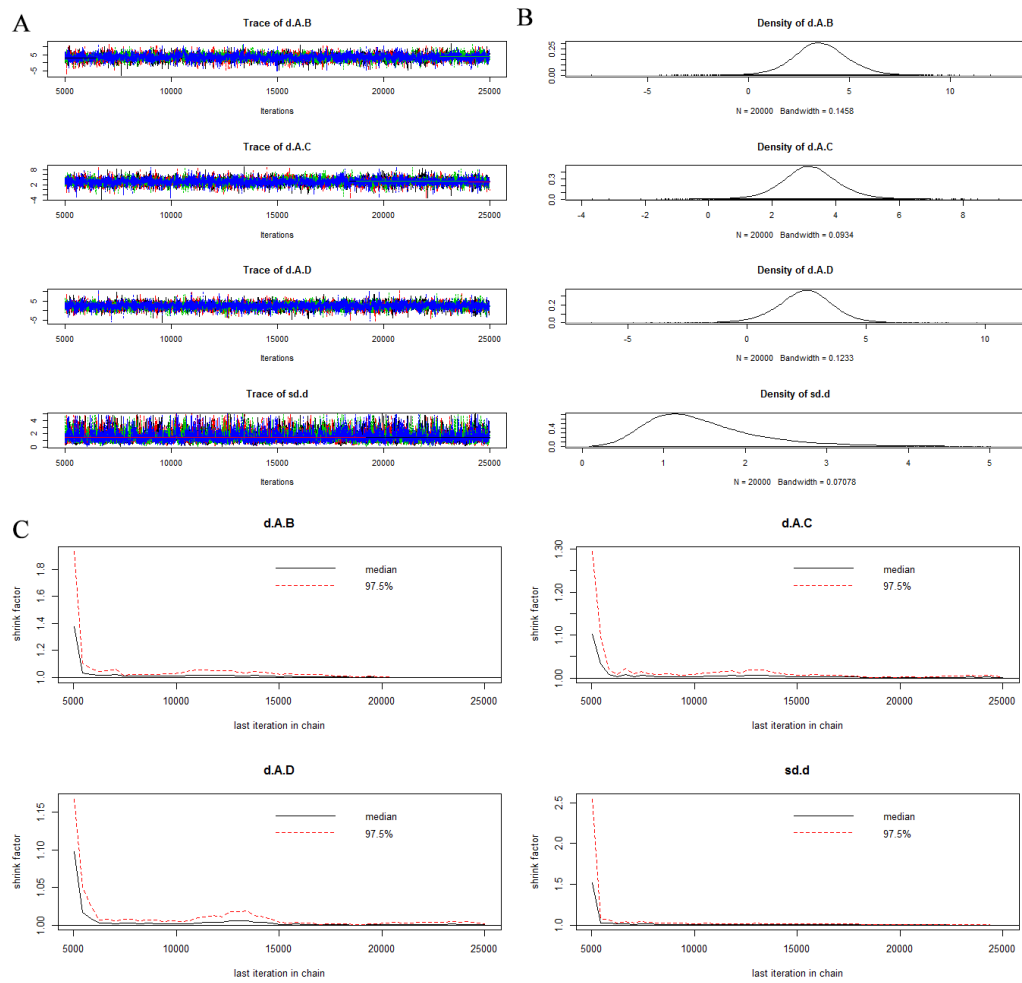 A
Trace of d.A.B
-5 5
5000 10000 15000 20000 25000
Iterations
Trace of d.A.C
-4 2 8
5000 10000 15000 20000 25000
Iterations
Trace of d.A.D
-5 5
5000 10000 15000 20000 25000
Iterations
Trace of sd.d
0 2 4
5000 10000 15000 20000 25000
Iterations
B
Density of d.A.B
0.00 0.25
-5 0 5 10
N = 20000 Bandwidth = 0.1458
Density of d.A.C
0.0 0.3
-4 -2 0 2 4 6 8
N = 20000 Bandwidth = 0.0934
Density of d.A.D
0.0 0.2
-5 0 5 10
N = 20000 Bandwidth = 0.1233
Density of sd.d
0.0 0.4
0 1 2 3 4 5
N = 20000 Bandwidth = 0.07078
C
d.A.B
shrink factor
1.0 1.2 1.4 1.6 1.8
median
97.5%
5000 10000 15000 20000 25000
last iteration in chain
d.A.C
shrink factor
1.00 1.10 1.20 1.30
median
97.5%
5000 10000 15000 20000 25000
last iteration in chain
d.A.D
shrink factor
1.00 1.05 1.10 1.15
median
97.5%
5000 10000 15000 20000 25000
last iteration in chain
sd.d
shrink factor
1.0 1.5 2.0 2.5
median
97.5%
5000 10000 15000 20000 25000
last iteration in chain